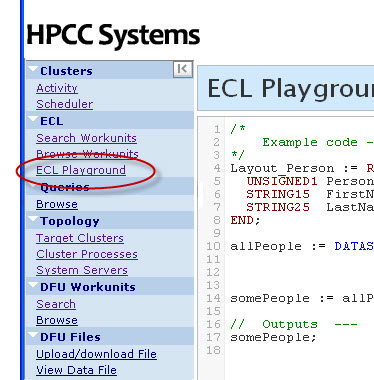 HPCC Systems
Clusters
Activity
Scheduler
ECL
Search Workunits
Browse Workunits
ECL Playground
Queries
Browse
Topology
Target Clusters
Cluster Processes
System Servers
DFU Workunits
Search
Browse
DFU Files
Upload/download File
View Data File
ECL Playgrou
1 /*
2 Example code -
3 */
4 Layout_Person := R
5 UNSIGNED1 Person
6 STRING15 FirstN
7 STRING25 LastNa
8 END;
9
10 allPeople := DATAS
11
12
13
14 somePeople := allP
15
16 // Outputs ---
17 somePeople;
18